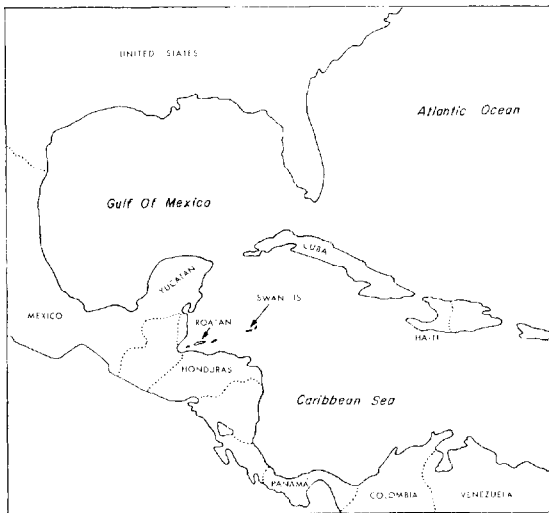 UNITED STATES
Atlantic Ocean
Gulf Of Mexico
CUBA
YUCATAN
SWAN IS
MEXICO
ROATAN
HAITI
HONDURAS
Caribbean Sea
PANAMA
COLOMBIA
VENEZUELA